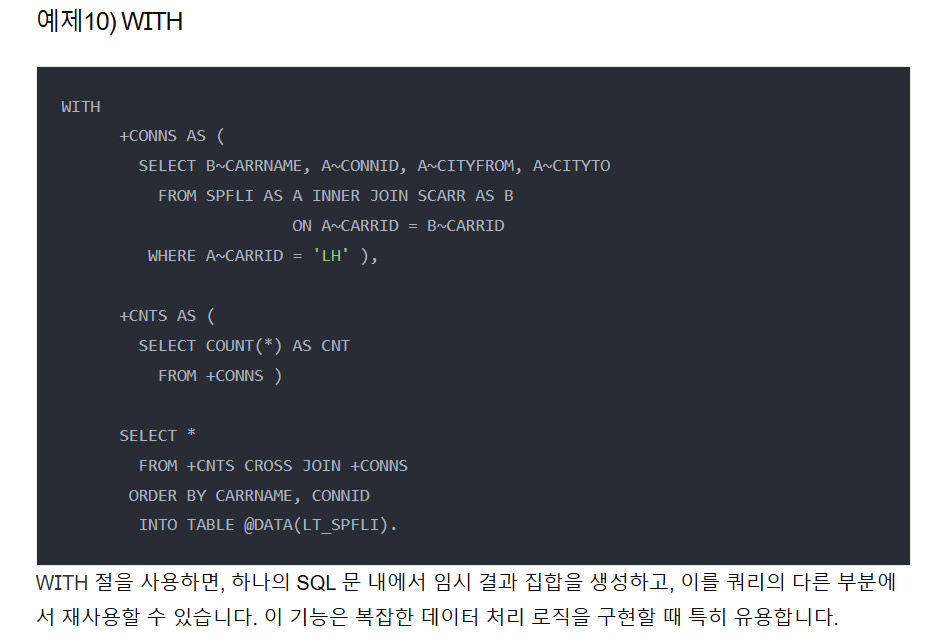 예제10) WITH
WITH
+CONNS AS (
SELECT B~CARRNAME, A~CONNID, A~CITYFROM, A~CITYTO
FROM SPFLI AS A INNER JOIN SCARR AS B
ON A~CARRID = B~CARRID
WHERE A~CARRID = 'LH' ),
+CNTS AS (
SELECT COUNT(*) AS CNT
FROM +CONNS )
SELECT *
FROM +CNTS CROSS JOIN +CONNS
ORDER BY CARRNAME, CONNID
INTO TABLE @DATA(LT_SPFLI).
WITH 절을 사용하면, 하나의 SQL 문 내에서 임시 결과 집합을 생성하고, 이를 쿼리의 다른 부분에
서 재사용할 수 있습니다. 이 기능은 복잡한 데이터 처리 로직을 구현할 때 특히 유용합니다.